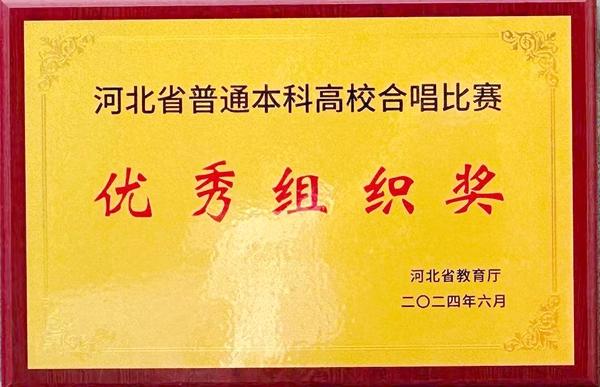 河北省普通本科高校合唱比赛
优秀组织奖
河北省教育厅
二〇二四年六月